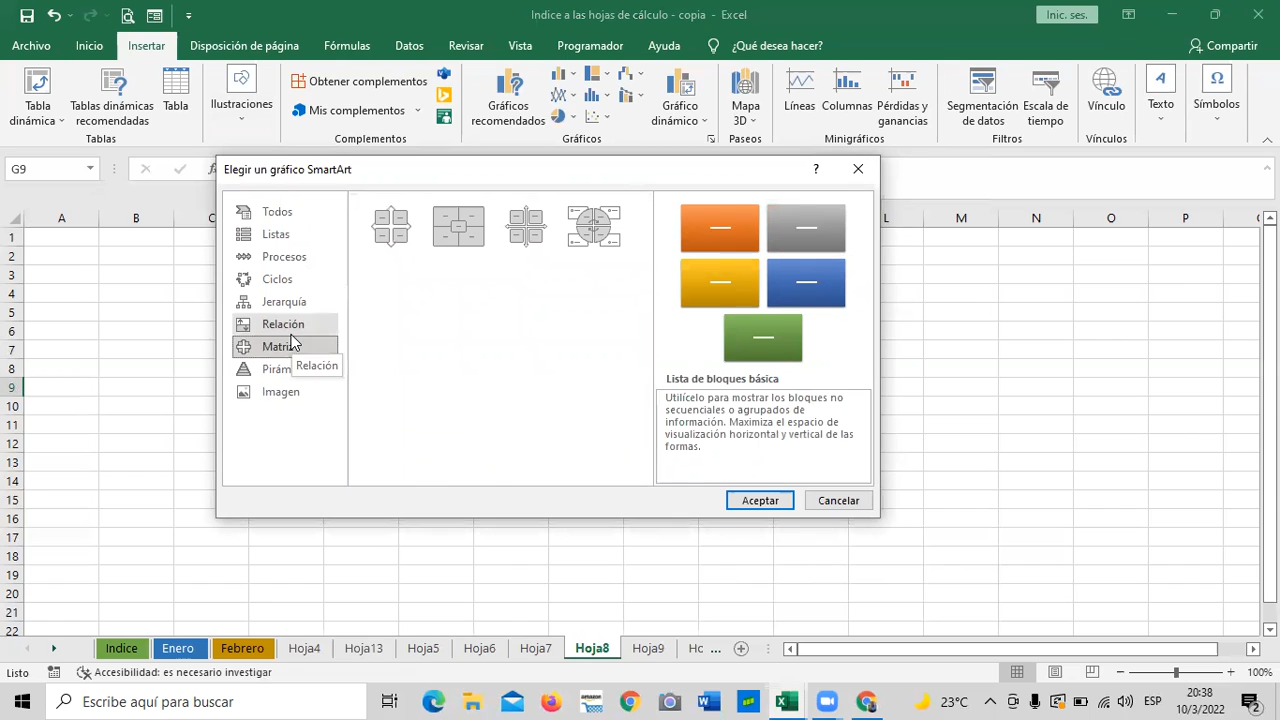 Indice a las hojas de cálculo - copia - Excel
Inic. ses.
Archivo Inicio Insertar Disposición de página Fórmulas Datos Revisar Vista Programador Ayuda ¿Qué desea hacer? Compartir
Tabla dinámica
Tablas dinámicas recomendadas
Tabla
Tablas
Ilustraciones
Obtener complementos
Mis complementos
Complementos
Gráficos recomendados
Gráfico dinámico
Gráficos
Mapa 3D
Paseos
Líneas
Columnas
Pérdidas y ganancias
Minigráficos
Segmentación de datos
Escala de tiempo
Filtros
Vínculo
Vínculos
Texto
Símbolos
G9
Elegir un gráfico SmartArt
?
Todos
Listas
Procesos
Ciclos
Jerarquía
Relación
Matriz
Pirám
Imagen
Relación
Lista de bloques básica
Utilícelo para mostrar los bloques no
secuenciales o agrupados de
información. Maximiza el espacio de
visualización horizontal y vertical de las
formas.
Aceptar Cancelar
A B C L M N O P
1
2
3
4
5
6
7
8
9
10
11
12
13
14
15
16
17
18
19
20
21
22
Indice Enero Febrero Hoja4 Hoja13 Hoja5 Hoja6 Hoja7 Hoja8 Hoja9 Hc ...
Listo Accesibilidad: es necesario investigar 100%
Escribe aquí para buscar
amazon
23°C
ESP
20:38
10/3/2022
2